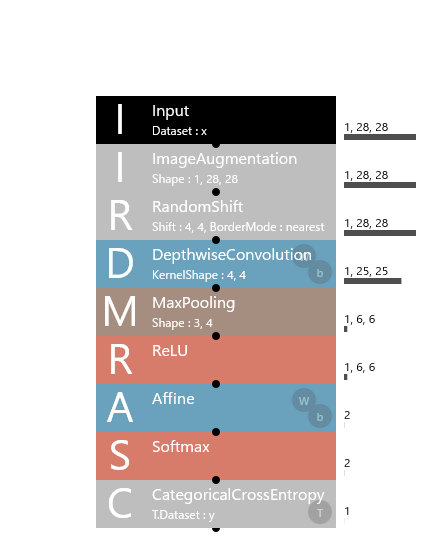 I Input 1, 28, 28
Dataset : x
I ImageAugmentation 1, 28, 28
Shape : 1, 28, 28
R RandomShift 1, 28, 28
Shift : 4, 4, BorderMode : nearest
D DepthwiseConvolution W 1, 25, 25
KernelShape : 4, 4 b
M MaxPooling 1, 6, 6
Shape : 3, 4
R ReLU 1, 6, 6
A Affine W 2
b
S Softmax 2
C CategoricalCrossEntropy 1
T.Dataset : y T